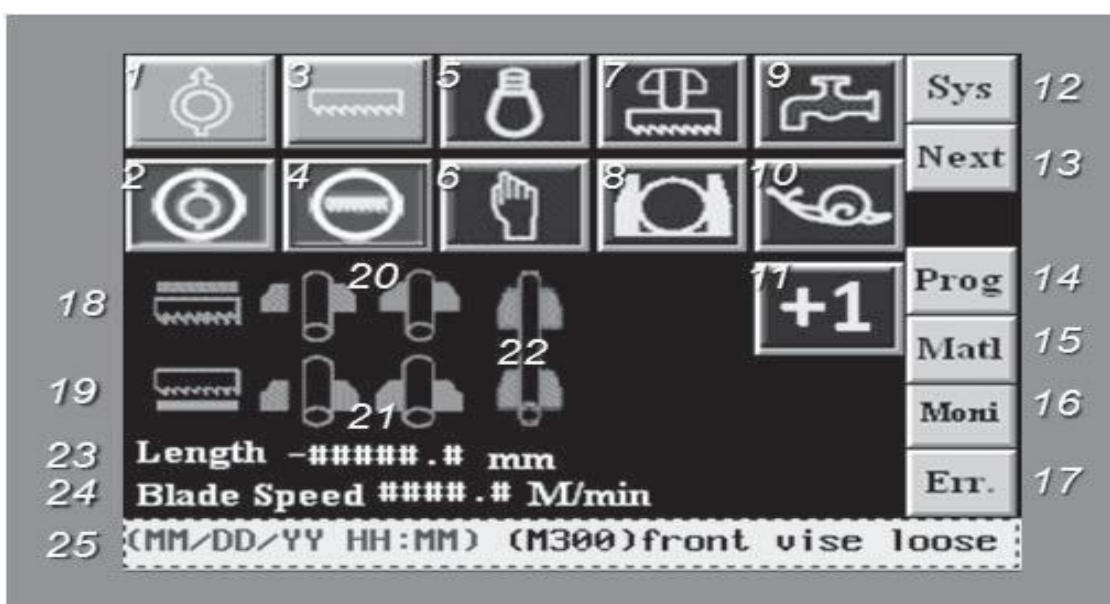 1 3 5 7 9 Sys 12
Next 13
2 4 6 8 10
18 20 11 +1 Prog 14
22 Matl 15
19 21 Moni 16
23 Length -#####.# mm
24 Blade Speed ####.# M/min Err. 17
25 (MM/DD/YY HH:MM) (M300)front vise loose